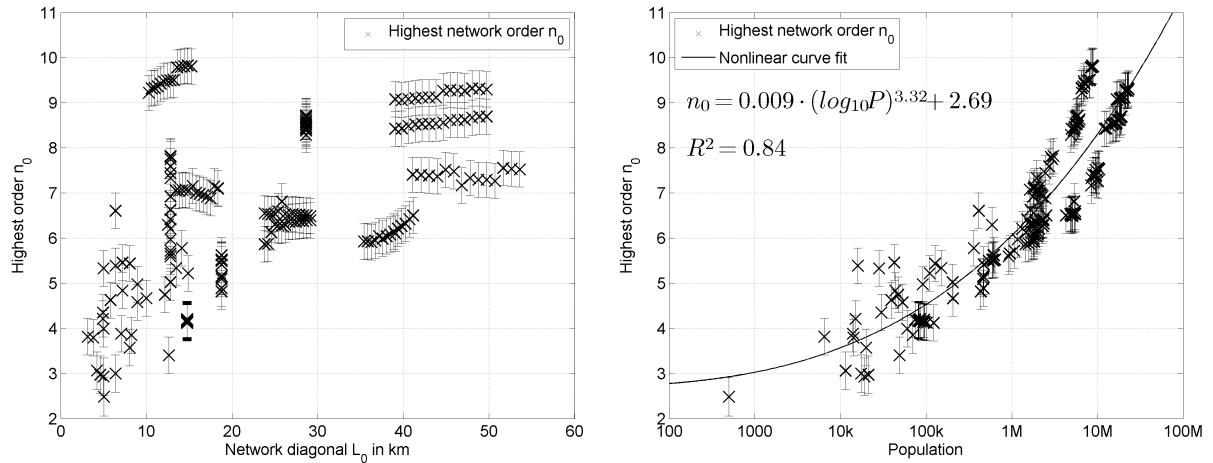 11
10
9
8
7
6
5
4
3
2
Highest order n₀
× Highest network order n₀
0 10 20 30 40 50 60
Network diagonal L₀ in km
11
10
9
8
7
6
5
4
3
2
Highest order n₀
× Highest network order n₀
Nonlinear curve fit
n₀ = 0.009 · (log₁₀P)³·³² + 2.69
R² = 0.84
100 1000 10k 100k 1M 10M 100M
Population